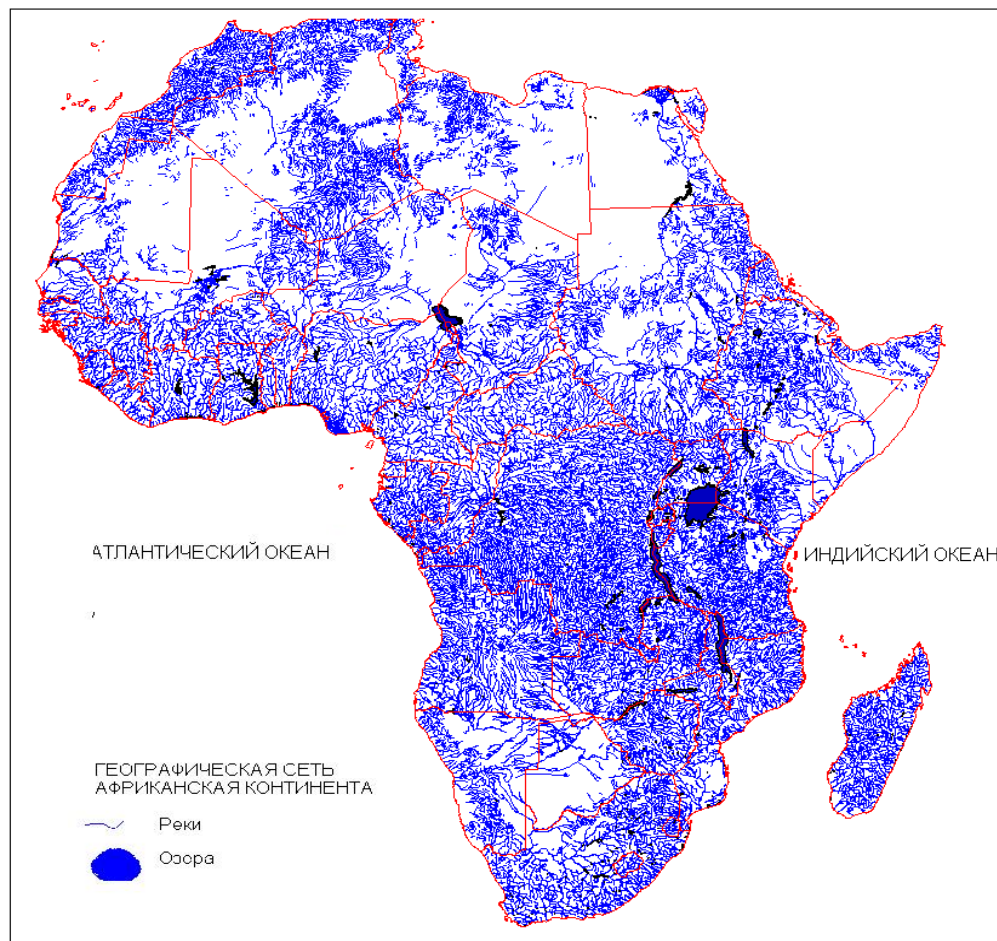 АТЛАНТИЧЕСКИЙ ОКЕАН
ИНДИЙСКИЙ ОКЕАН
ГЕОГРАФИЧЕСКАЯ СЕТЬ
АФРИКАНСКАЯ КОНТИНЕНТА
Реки
Озора